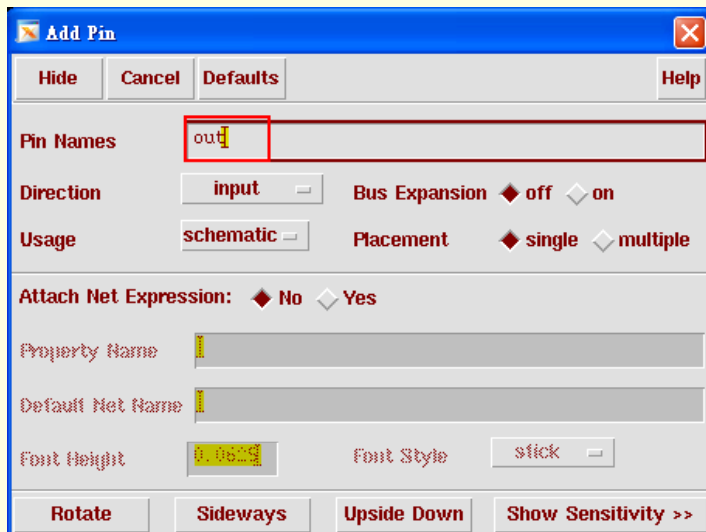 Add Pin
Hide Cancel Defaults Help
Pin Names out
Direction input Bus Expansion off on
Usage schematic Placement single multiple
Attach Net Expression: No Yes
Property Name
Default Net Name
Font Height 0.0625 Font Style stick
Rotate Sideways Upside Down Show Sensitivity >>